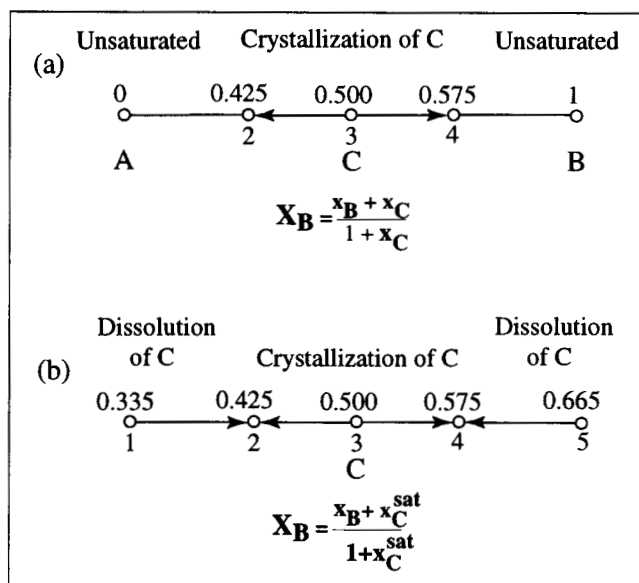 Unsaturated Crystallization of C Unsaturated
(a)
0 0.425 0.500 0.575 1
2 3 4
A C B
X_B = (x_B + x_C) / (1 + x_C)
Dissolution of C Crystallization of C Dissolution of C
(b)
0.335 0.425 0.500 0.575 0.665
1 2 3 4 5
C
X_B = (x_B + x_C^sat) / (1 + x_C^sat)